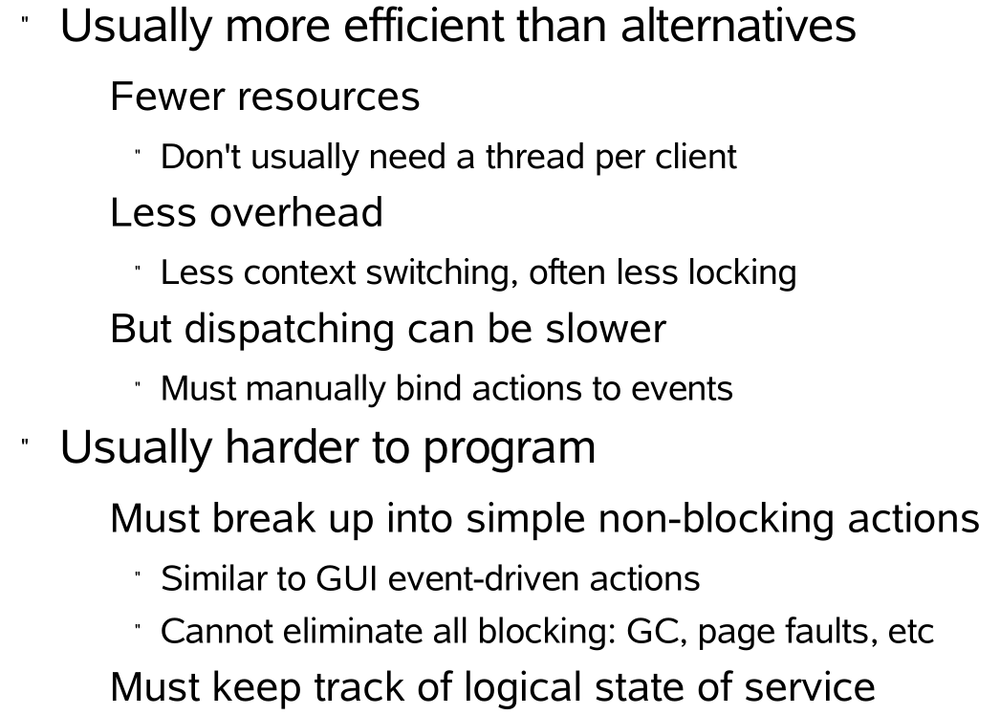 " Usually more efficient than alternatives
Fewer resources
" Don't usually need a thread per client
Less overhead
" Less context switching, often less locking
But dispatching can be slower
" Must manually bind actions to events
" Usually harder to program
Must break up into simple non-blocking actions
" Similar to GUI event-driven actions
" Cannot eliminate all blocking: GC, page faults, etc
Must keep track of logical state of service